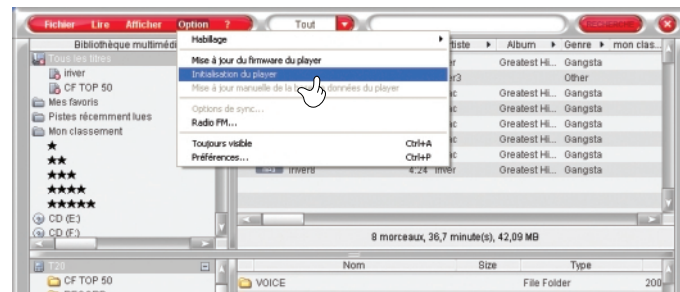 Fichier Lire Afficher Option ? Tout
Bibliothèque multimédi
Habillage
Album Genre mon clas...
Tous les titres
iriver
CF TOP 50
Mes favoris
Pistes récemment lues
Mon classement
CD (E:)
CD (F:)
Mise à jour du firmware du player
Initialisation du player
Mise à jour manuelle de la données du player
Options de sync...
Radio FM...
Toujours visible Ctrl+A
Préférences... Ctrl+P
Greatest Hi... Gangsta
Other
Greatest Hi... Gangsta
Greatest Hi... Gangsta
Greatest Hi... Gangsta
Greatest Hi... Gangsta
Greatest Hi... Gangsta
iriver8 4:24 iriver Greatest Hi... Gangsta
8 morceaux, 36,7 minute(s), 42,09 MB
T20
CF TOP 50
Nom Size Type
VOICE File Folder 200